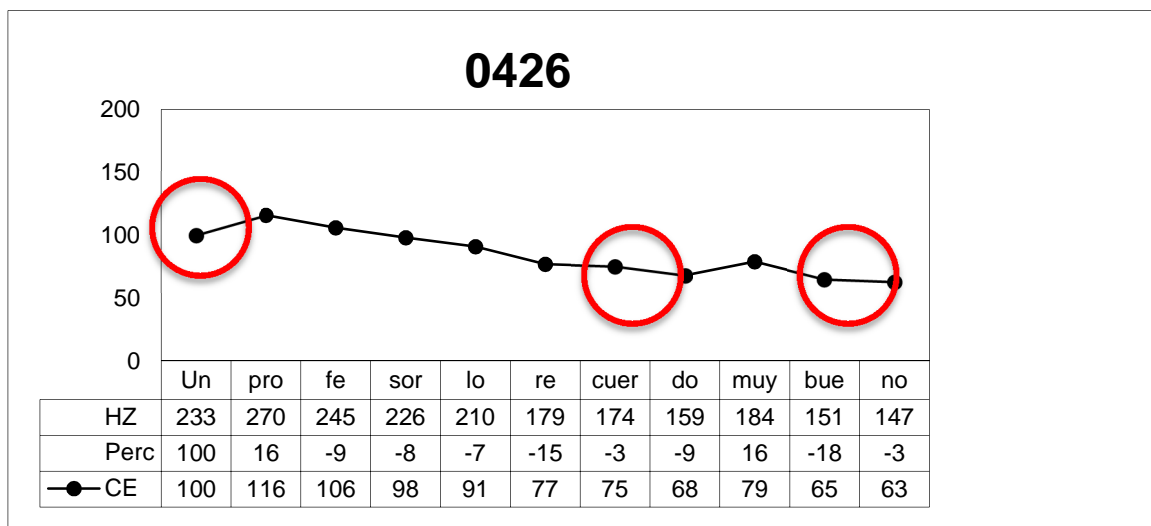 0426
200
150
100
50
0
Un pro fe sor lo re cuer do muy bue no
HZ 233 270 245 226 210 179 174 159 184 151 147
Perc 100 16 -9 -8 -7 -15 -3 -9 16 -18 -3
CE 100 116 106 98 91 77 75 68 79 65 63